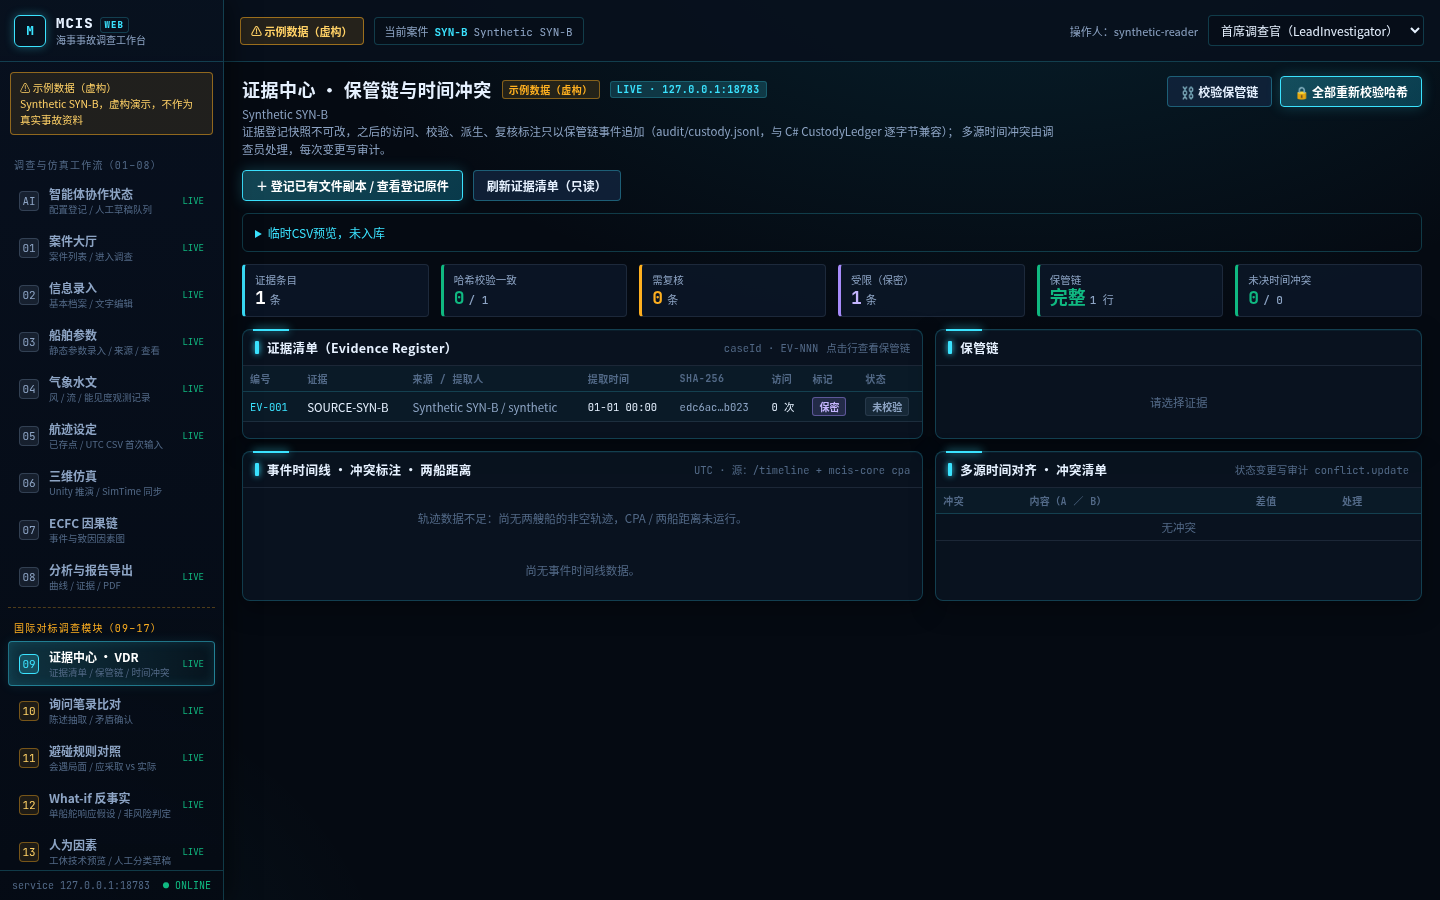 M
MCIS WEB
海事事故调查工作台
⚠ 示例数据（虚构）
当前案件 SYN-B Synthetic SYN-B
操作人：synthetic-reader
首席调查官（LeadInvestigator）
⚠ 示例数据（虚构）
Synthetic SYN-B，虚构演示，不作为
真实事故资料
调查与仿真工作流（01–08）
AI 智能体协作状态 LIVE
配置登记 / 人工草稿队列
01 案件大厅 LIVE
案件列表 / 进入调查
02 信息录入 LIVE
基本档案 / 文字编辑
03 船舶参数 LIVE
静态参数录入 / 来源 / 查看
04 气象水文 LIVE
风 / 流 / 能见度观测记录
05 航迹设定 LIVE
已存点 / UTC CSV 首次输入
06 三维仿真
Unity 推演 / SimTime 同步
07 ECFC 因果链
事件与致因因素图
08 分析与报告导出 LIVE
曲线 / 证据 / PDF
国际对标调查模块（09–17）
09 证据中心 · VDR LIVE
证据清单 / 保管链 / 时间冲突
10 询问笔录比对 LIVE
陈述抽取 / 矛盾确认
11 避碰规则对照 LIVE
会遇局面 / 应采取 vs 实际
12 What-if 反事实 LIVE
单船舵响应假设 / 非风险判定
13 人为因素 LIVE
工休技术预览 / 人工分类草稿
service 127.0.0.1:18783 ● ONLINE
证据中心 · 保管链与时间冲突 示例数据（虚构） LIVE · 127.0.0.1:18783
Synthetic SYN-B
证据登记快照不可改，之后的访问、校验、派生、复核标注只以保管链事件追加（audit/custody.jsonl，与 C# CustodyLedger 逐字节兼容）； 多源时间冲突由调
查员处理，每次变更写审计。
⛓ 校验保管链
🔒 全部重新校验哈希
＋ 登记已有文件副本 / 查看登记原件
刷新证据清单（只读）
▶ 临时CSV预览，未入库
证据条目
1 条
哈希校验一致
0 / 1
需复核
0 条
受限（保密）
1 条
保管链
完整 1 行
未决时间冲突
0 / 0
证据清单（Evidence Register）
caseId · EV-NNN 点击行查看保管链
编号 证据 来源 / 提取人 提取时间 SHA-256 访问 标记 状态
EV-001 SOURCE-SYN-B Synthetic SYN-B / synthetic 01-01 00:00 edc6ac…b023 0 次 保密 未校验
保管链
请选择证据
事件时间线 · 冲突标注 · 两船距离
UTC · 源：/timeline + mcis-core cpa
轨迹数据不足：尚无两艘船的非空轨迹，CPA / 两船距离未运行。
尚无事件时间线数据。
多源时间对齐 · 冲突清单
状态变更写审计 conflict.update
冲突 内容（A ／ B） 差值 处理
无冲突